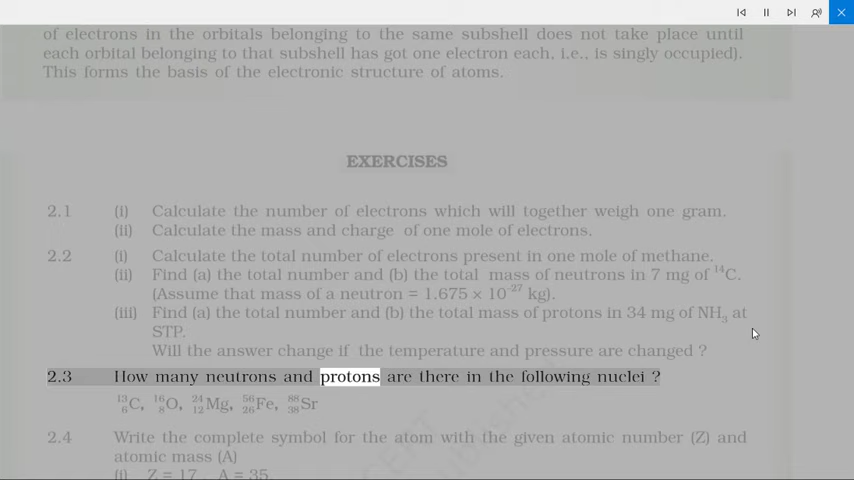 of electrons in the orbitals belonging to the same subshell does not take place until
each orbital belonging to that subshell has got one electron each, i.e., is singly occupied).
This forms the basis of the electronic structure of atoms.
EXERCISES
2.1 (i) Calculate the number of electrons which will together weigh one gram.
(ii) Calculate the mass and charge of one mole of electrons.
2.2 (i) Calculate the total number of electrons present in one mole of methane.
(ii) Find (a) the total number and (b) the total mass of neutrons in 7 mg of ¹⁴C.
(Assume that mass of a neutron = 1.675 × 10⁻²⁷ kg).
(iii) Find (a) the total number and (b) the total mass of protons in 34 mg of NH₃ at
STP.
Will the answer change if the temperature and pressure are changed ?
2.3 How many neutrons and protons are there in the following nuclei ?
¹³₆C, ¹⁶₈O, ²⁴₁₂Mg, ⁵⁶₂₆Fe, ⁸⁸₃₈Sr
2.4 Write the complete symbol for the atom with the given atomic number (Z) and
atomic mass (A)
(i) Z = 17 , A = 35.